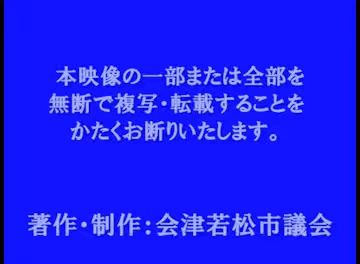 本映像の一部または全部を
無断で複写・転載することを
かたくお断りいたします。
著作・制作：会津若松市議会